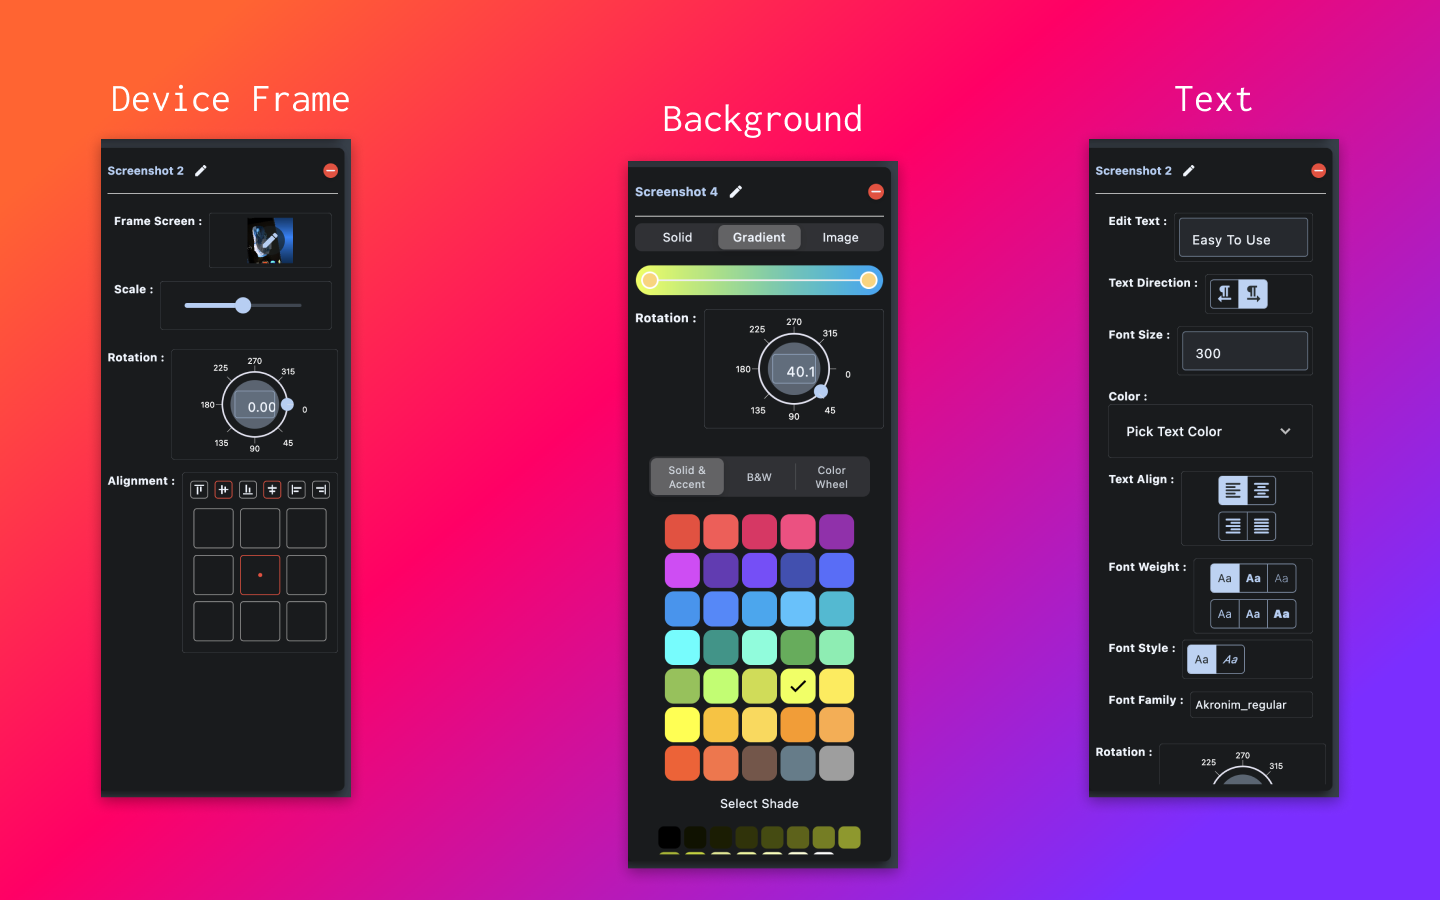 Device Frame
Screenshot 2
Frame Screen :
Scale :
Rotation :
270
225
315
180
0.00
0
135
45
90
Alignment :
Background
Screenshot 4
Solid
Gradient
Image
Rotation :
270
225
315
180
40.1
0
135
45
90
Solid &
Accent
B&W
Color
Wheel
Select Shade
Text
Screenshot 2
Edit Text :
Easy To Use
Text Direction :
Font Size :
300
Color :
Pick Text Color
Text Align :
Font Weight :
Aa Aa Aa
Aa Aa Aa
Font Style :
Aa Aa
Font Family :
Akronim_regular
Rotation :
270
225
315